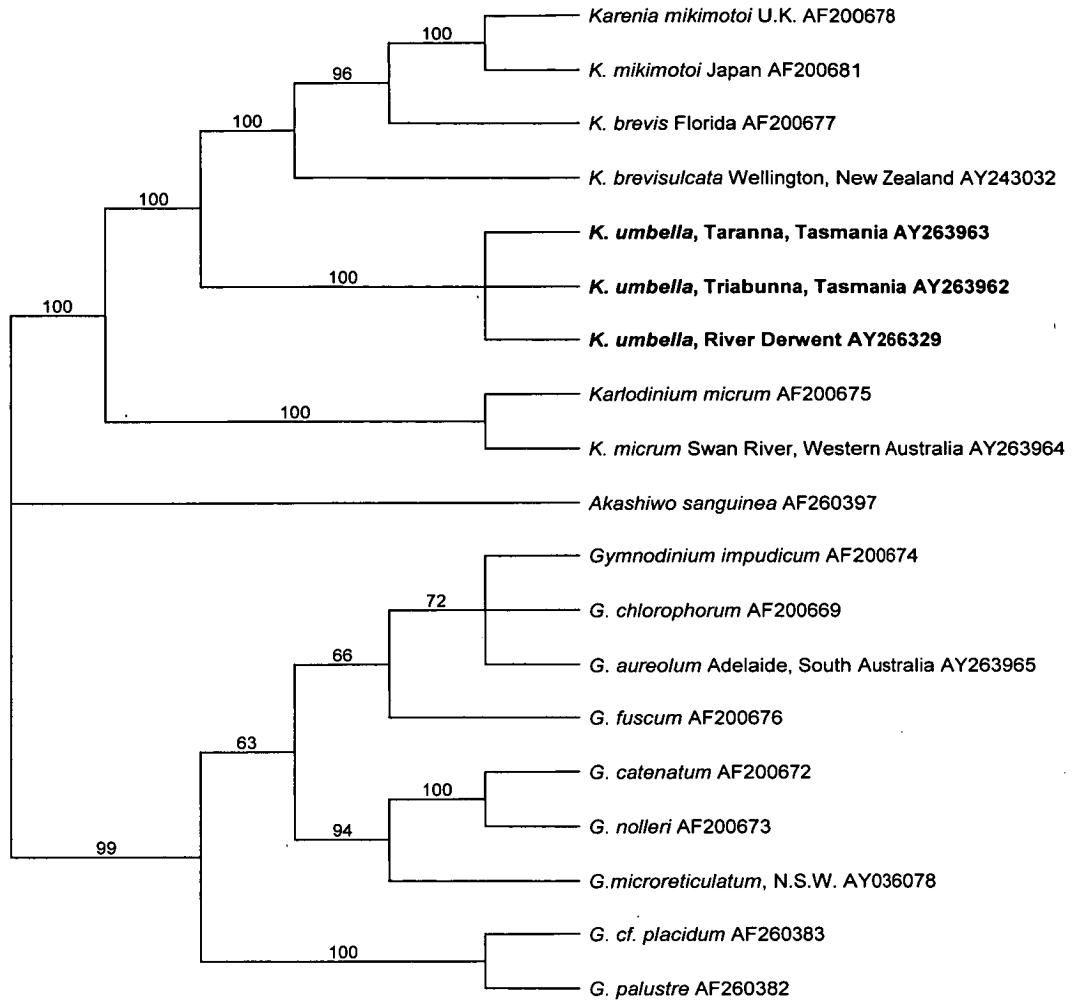 Karenia mikimotoi U.K. AF200678
100
K. mikimotoi Japan AF200681
96
K. brevis Florida AF200677
100
K. brevisulcata Wellington, New Zealand AY243032
100
K. umbella, Taranna, Tasmania AY263963
100
K. umbella, Triabunna, Tasmania AY263962
100
K. umbella, River Derwent AY266329
Karlodinium micrum AF200675
100
K. micrum Swan River, Western Australia AY263964
Akashiwo sanguinea AF260397
Gymnodinium impudicum AF200674
72
G. chlorophorum AF200669
66
G. aureolum Adelaide, South Australia AY263965
G. fuscum AF200676
63
G. catenatum AF200672
100
G. nolleri AF200673
94
G.microreticulatum, N.S.W. AY036078
99
G. cf. placidum AF260383
100
G. palustre AF260382